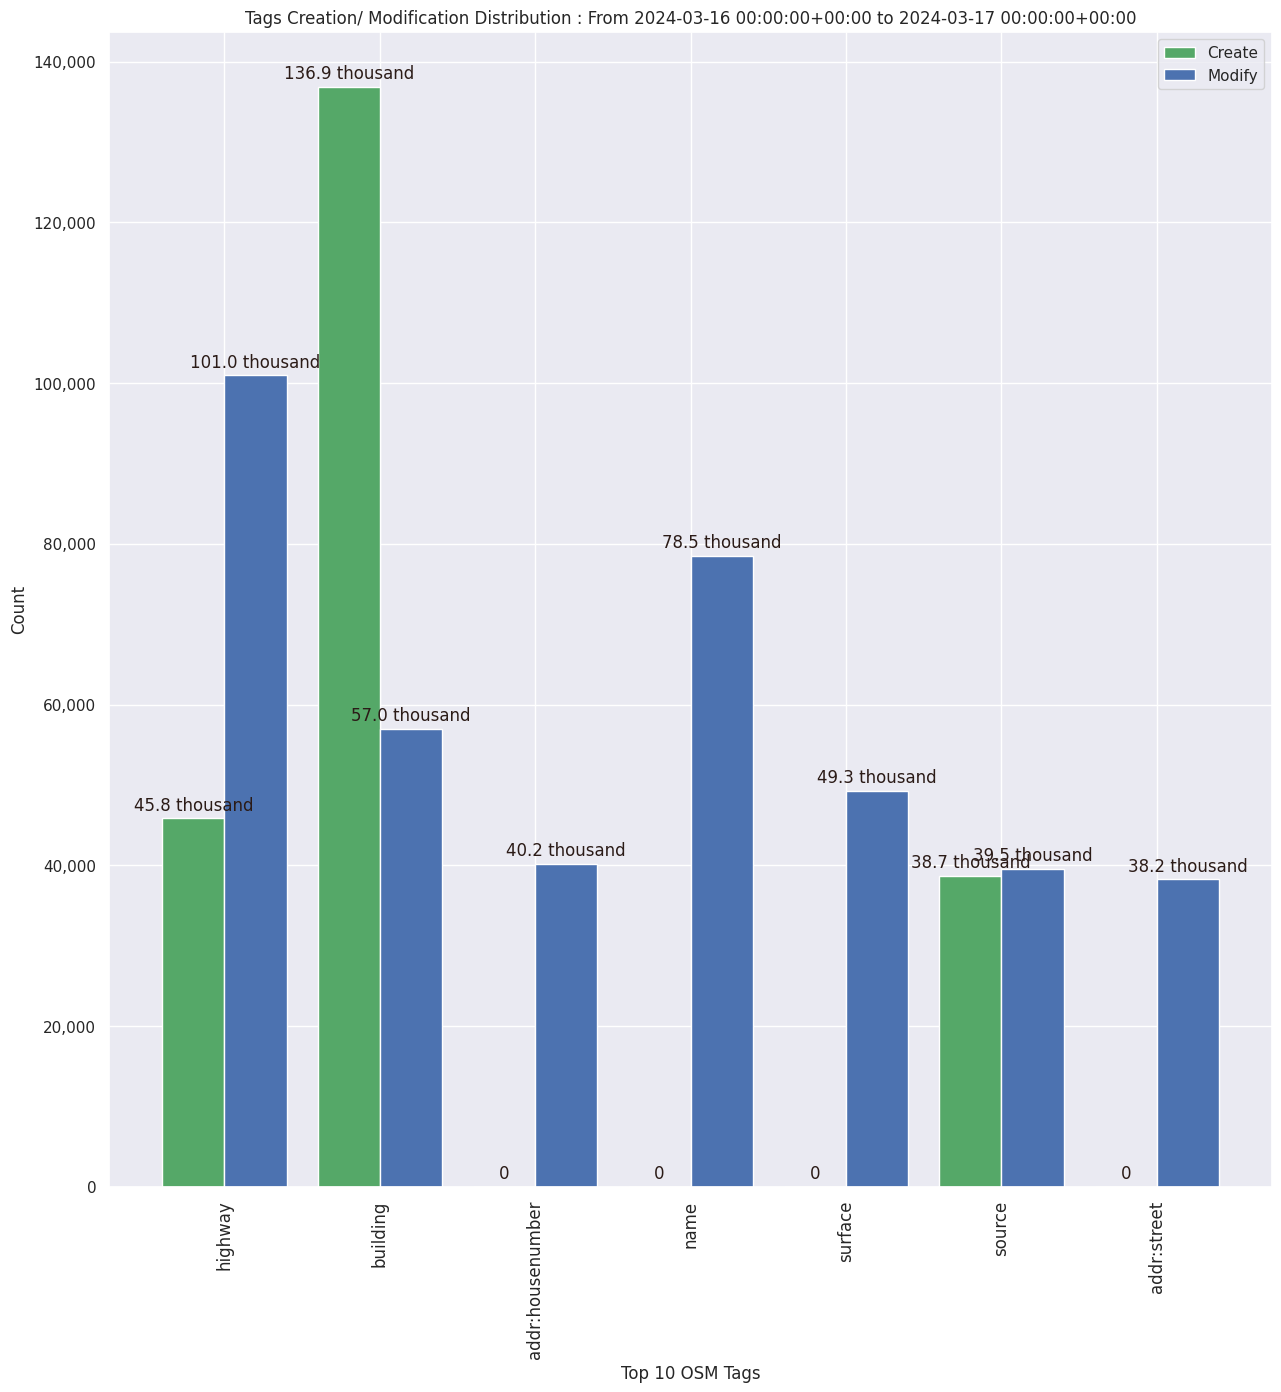 Tags Creation/ Modification Distribution : From 2024-03-16 00:00:00+00:00 to 2024-03-17 00:00:00+00:00
Create
Modify
140,000
120,000
100,000
80,000
60,000
40,000
20,000
0
Count
136.9 thousand
101.0 thousand
78.5 thousand
57.0 thousand
49.3 thousand
45.8 thousand
40.2 thousand
39.5 thousand
38.7 thousand
38.2 thousand
0
0
0
0
highway
building
addr:housenumber
name
surface
source
addr:street
Top 10 OSM Tags